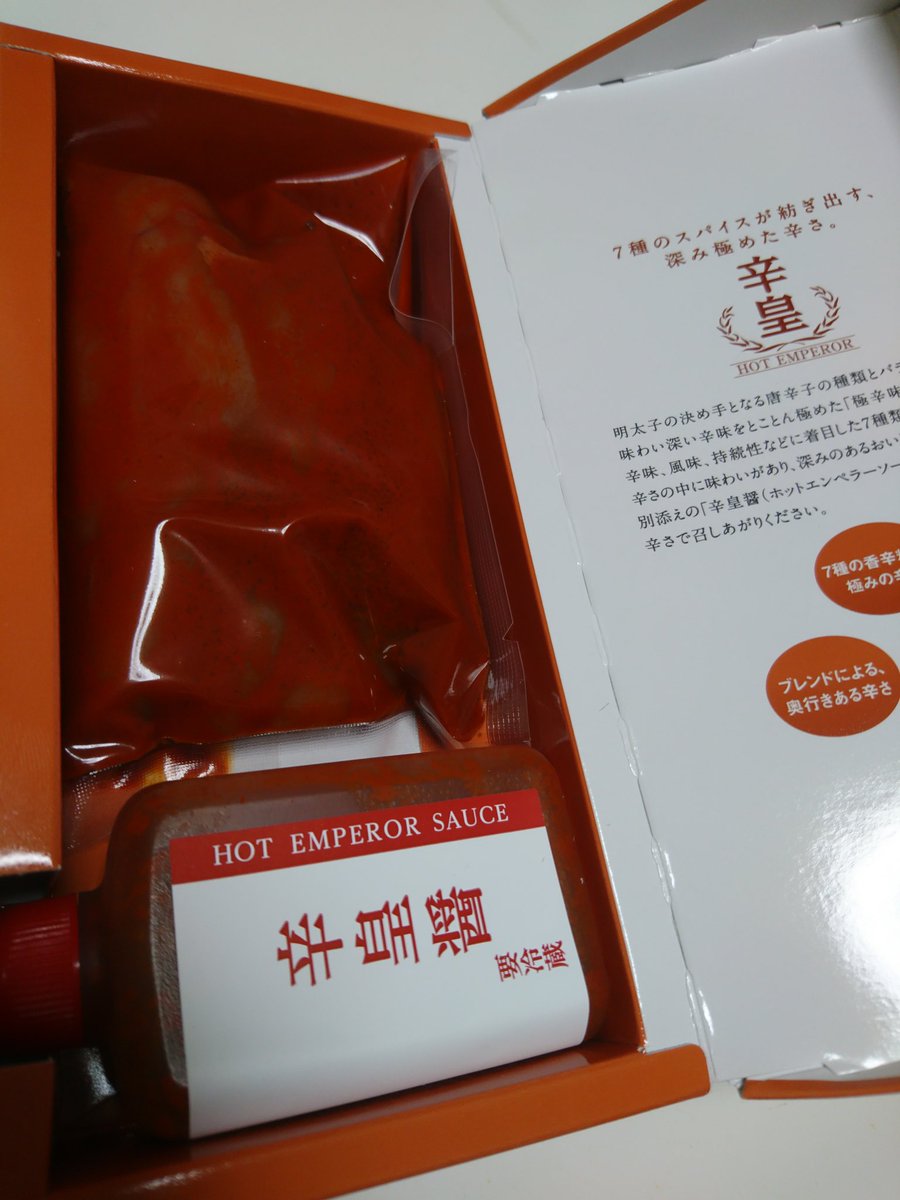 7種のスパイスが紡ぎ出す、
深み極めた辛さ。
辛皇
HOT EMPEROR
明太子の決め手となる唐辛子の種類とバラ
味わい深い辛味をとことん極めた「極辛味
辛味、風味、持続性などに着目した7種類
辛さの中に味わいがあり、深みのあるおい
別添えの「辛皇醤(ホットエンペラーソー
辛さで召しあがりください。
7種の香辛料
極みの辛
ブレンドによる、
奥行きある辛さ
HOT EMPEROR SAUCE
辛皇醤
要冷蔵